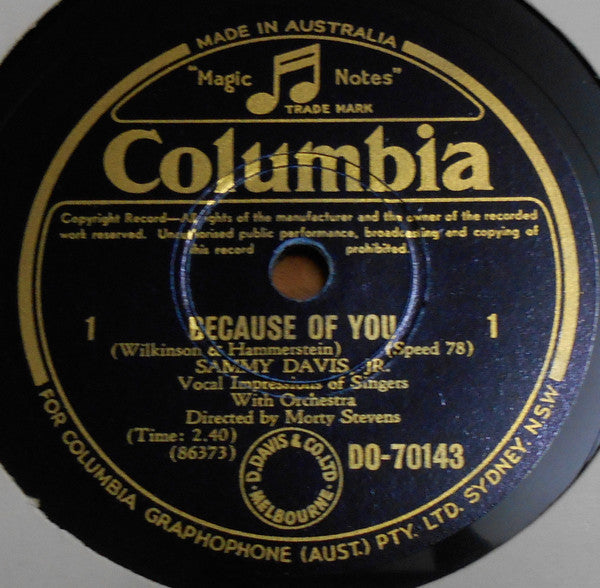 MADE IN AUSTRALIA
"Magic Notes"
TRADE MARK
Columbia
Copyright Record—All rights of the manufacturer and the owner of the recorded
work reserved. Unauthorised public performance, broadcasting and copying of
this record prohibited.
1 BECAUSE OF YOU 1
(Wilkinson & Hammerstein) (Speed 78)
SAMMY DAVIS, JR.
Vocal Impressions of Singers
With Orchestra
Directed by Morty Stevens
(Time: 2.40)
(86373)
D. DAVIS & CO. LTD. MELBOURNE
DO-70143
FOR COLUMBIA GRAPHOPHONE (AUST.) PTY. LTD. SYDNEY. N.S.W.